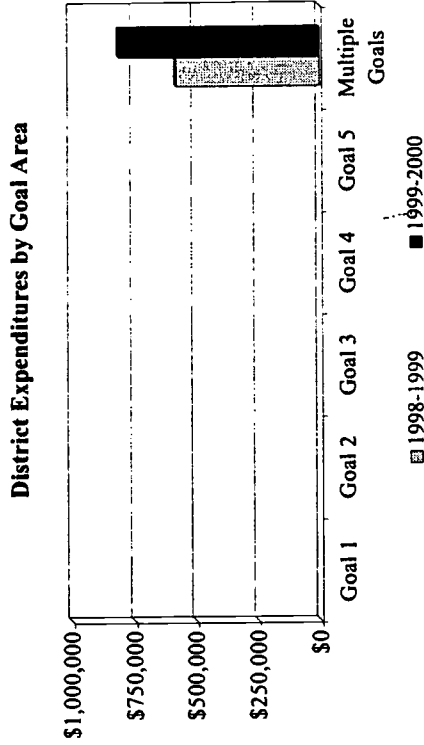 District Expenditures by Goal Area
$1,000,000
$750,000
$500,000
$250,000
$0
Goal 1
Goal 2
Goal 3
Goal 4
Goal 5
Multiple
Goals
1998-1999
1999-2000